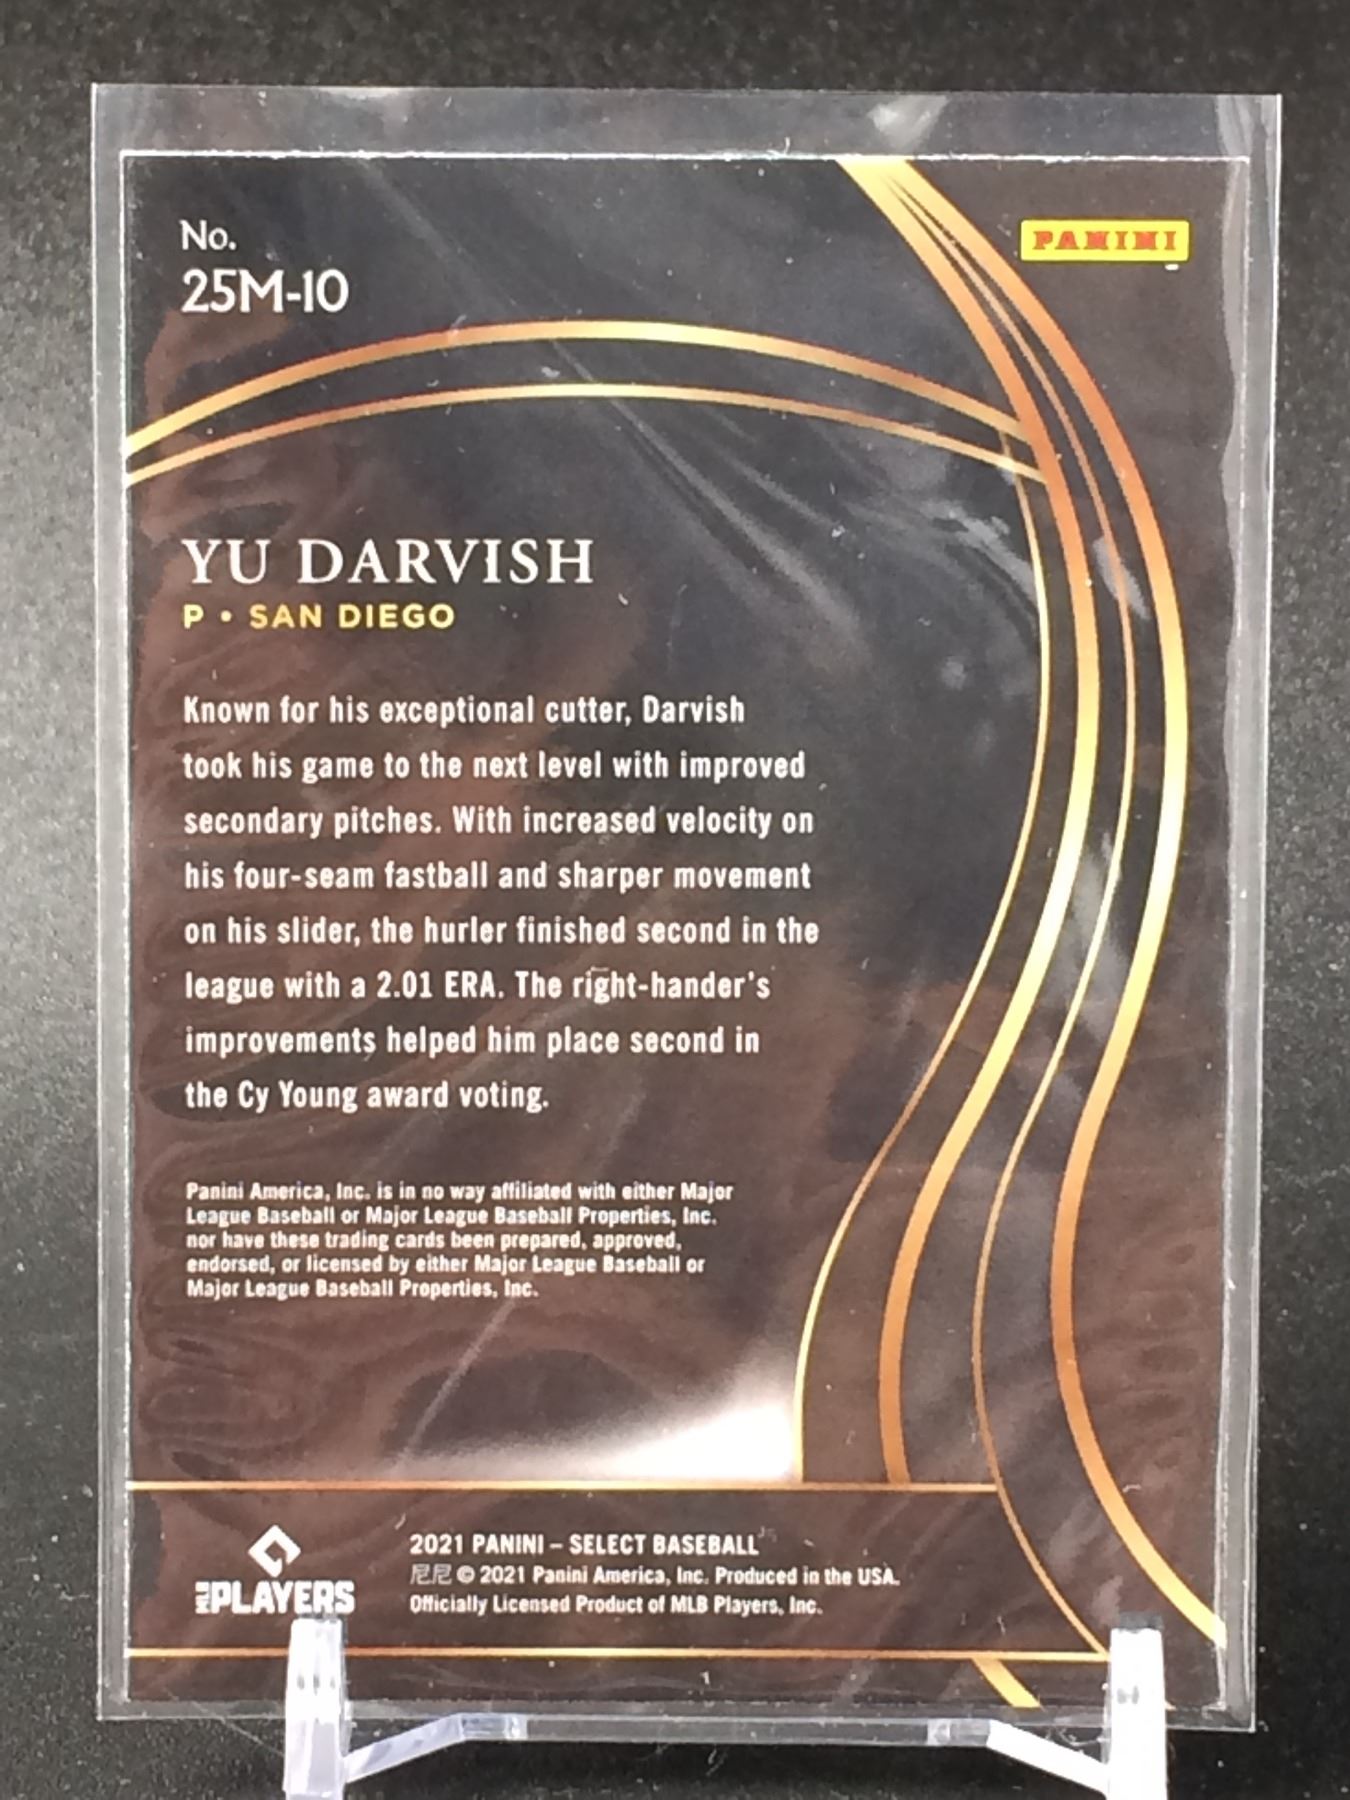 No.
25M-10
PANINI
YU DARVISH
P • SAN DIEGO
Known for his exceptional cutter, Darvish
took his game to the next level with improved
secondary pitches. With increased velocity on
his four-seam fastball and sharper movement
on his slider, the hurler finished second in the
league with a 2.01 ERA. The right-hander's
improvements helped him place second in
the Cy Young award voting.
Panini America, Inc. is in no way affiliated with either Major
League Baseball or Major League Baseball Properties, Inc.
nor have these trading cards been prepared, approved,
endorsed, or licensed by either Major League Baseball or
Major League Baseball Properties, Inc.
MLB PLAYERS
2021 PANINI – SELECT BASEBALL
© 2021 Panini America, Inc. Produced in the USA.
Officially Licensed Product of MLB Players, Inc.